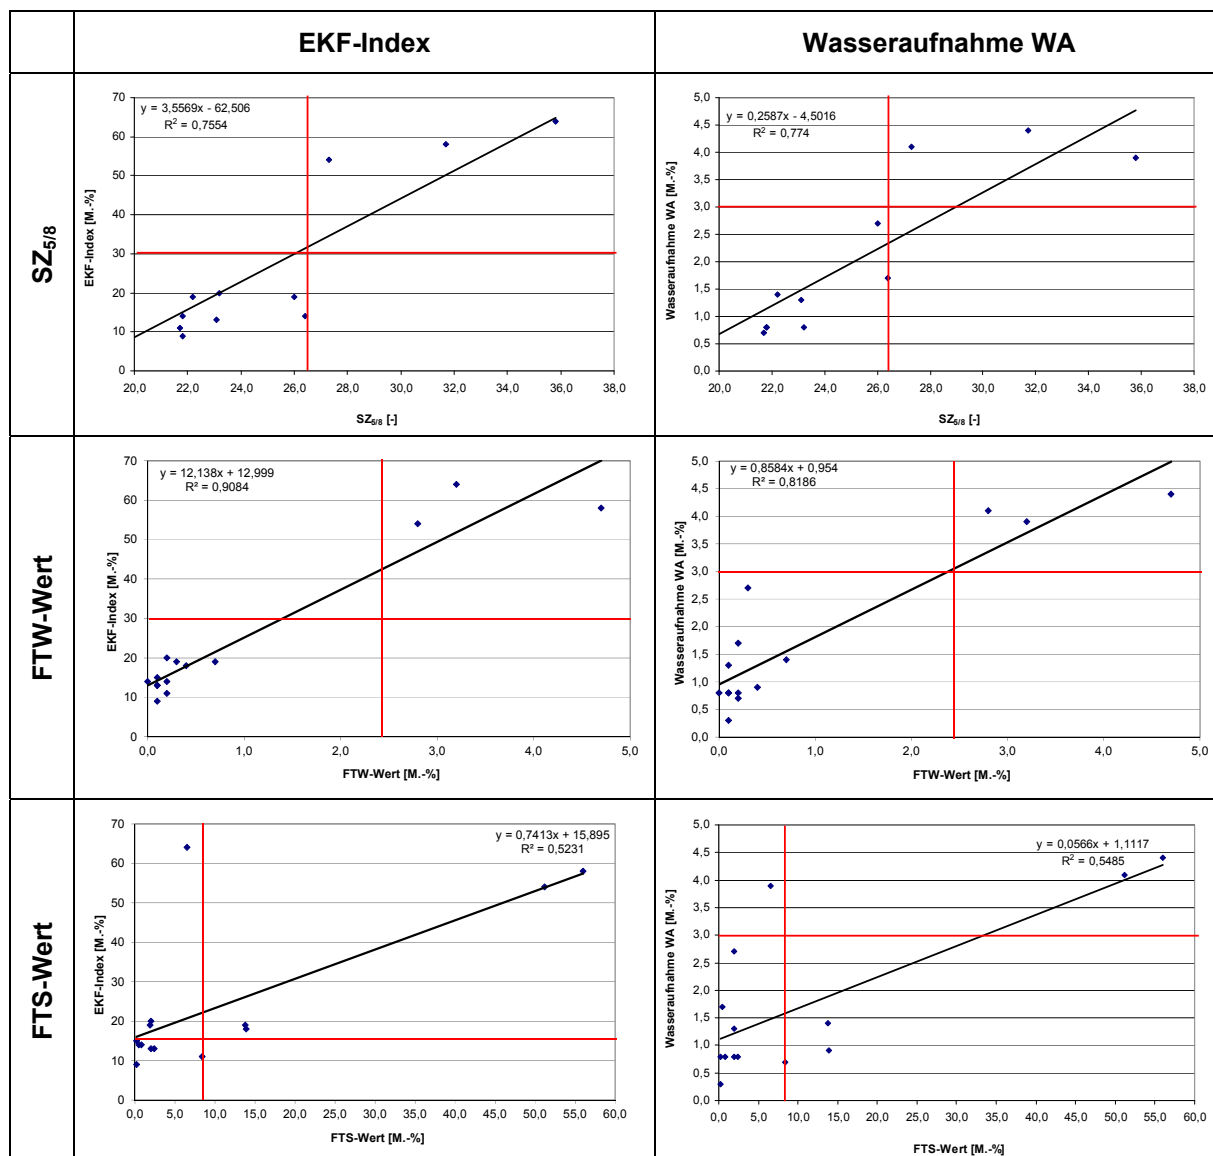 EKF-Index
Wasseraufnahme WA
SZ5/8
y = 3,5569x - 62,506
R2 = 0,7554
EKF-Index [M.-%]
70
60
50
40
30
20
10
0
20,0 22,0 24,0 26,0 28,0 30,0 32,0 34,0 36,0 38,0
SZ5/8 [-]
y = 0,2587x - 4,5016
R2 = 0,774
Wasseraufnahme WA [M.-%]
5,0
4,5
4,0
3,5
3,0
2,5
2,0
1,5
1,0
0,5
0,0
20,0 22,0 24,0 26,0 28,0 30,0 32,0 34,0 36,0 38,0
SZ5/8 [-]
FTW-Wert
y = 12,138x + 12,999
R² = 0,9084
EKF-Index [M.-%]
70
60
50
40
30
20
10
0
0,0 1,0 2,0 3,0 4,0 5,0
FTW-Wert [M.-%]
y = 0,8584x + 0,954
R² = 0,8186
Wasseraufnahme WA [M.-%]
5,0
4,5
4,0
3,5
3,0
2,5
2,0
1,5
1,0
0,5
0,0
0,0 1,0 2,0 3,0 4,0 5,0
FTW-Wert [M.-%]
FTS-Wert
y = 0,7413x + 15,895
R² = 0,5231
EKF-Index [M.-%]
70
60
50
40
30
20
10
0
0,0 5,0 10,0 15,0 20,0 25,0 30,0 35,0 40,0 45,0 50,0 55,0 60,0
FTS-Wert [M.-%]
y = 0,0566x + 1,1117
R2 = 0,5485
Wasseraufnahme WA [M.-%]
5,0
4,5
4,0
3,5
3,0
2,5
2,0
1,5
1,0
0,5
0,0
0,0 5,0 10,0 15,0 20,0 25,0 30,0 35,0 40,0 45,0 50,0 55,0 60,0
FTS-Wert [M.-%]